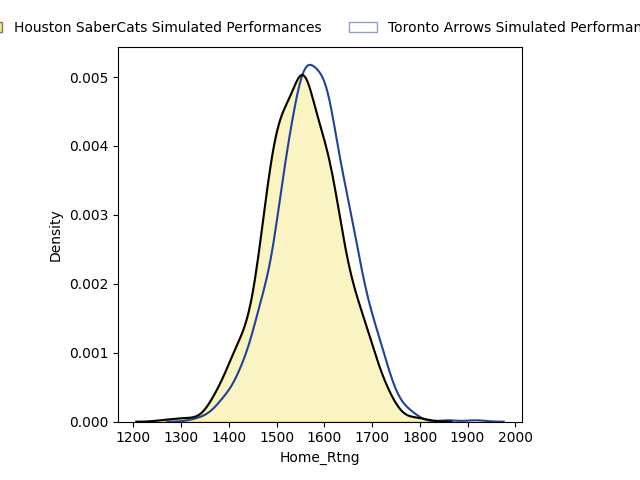 Houston SaberCats Simulated Performances
Toronto Arrows Simulated
Density
0.005
0.004
0.003
0.002
0.001
0.000
1200 1300 1400 1500 1600 1700 1800 1900 2000
Home_Rtng